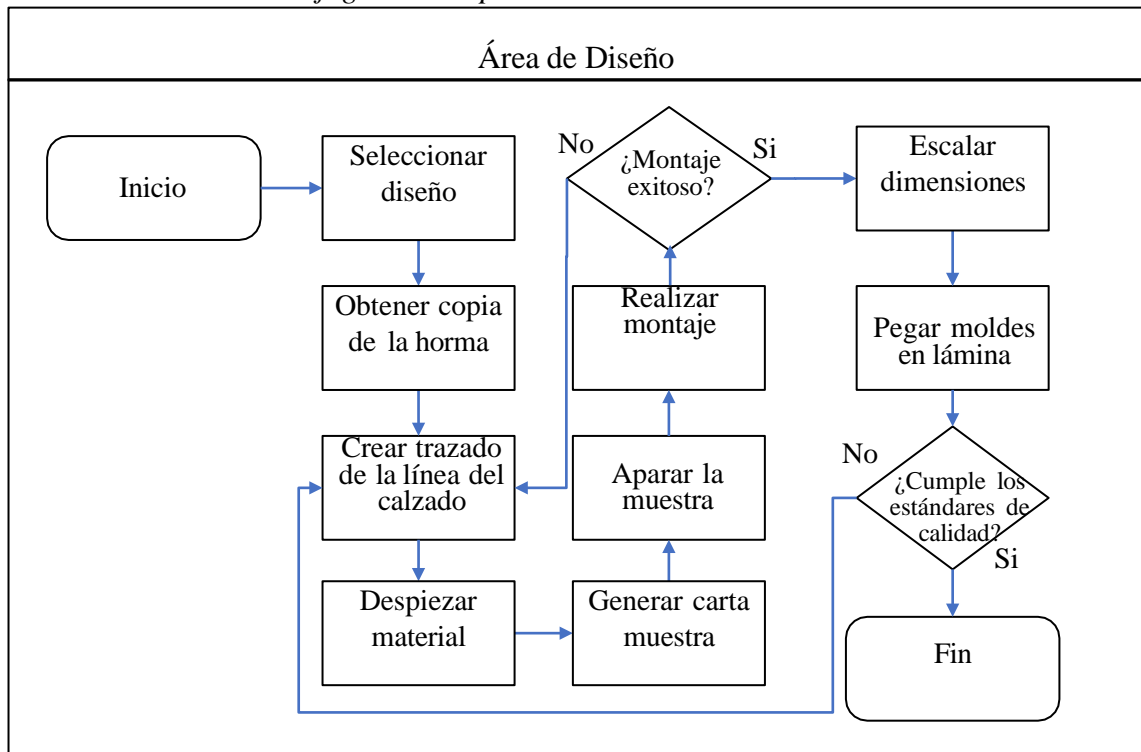 Área de Diseño
Inicio
Seleccionar
diseño
Obtener copia
de la horma
Crear trazado
de la línea del
calzado
Despiezar
material
Generar carta
muestra
Aparar la
muestra
Realizar
montaje
No
¿Montaje
exitoso?
Si
Escalar
dimensiones
Pegar moldes
en lámina
No
¿Cumple los
estándares de
calidad?
Si
Fin